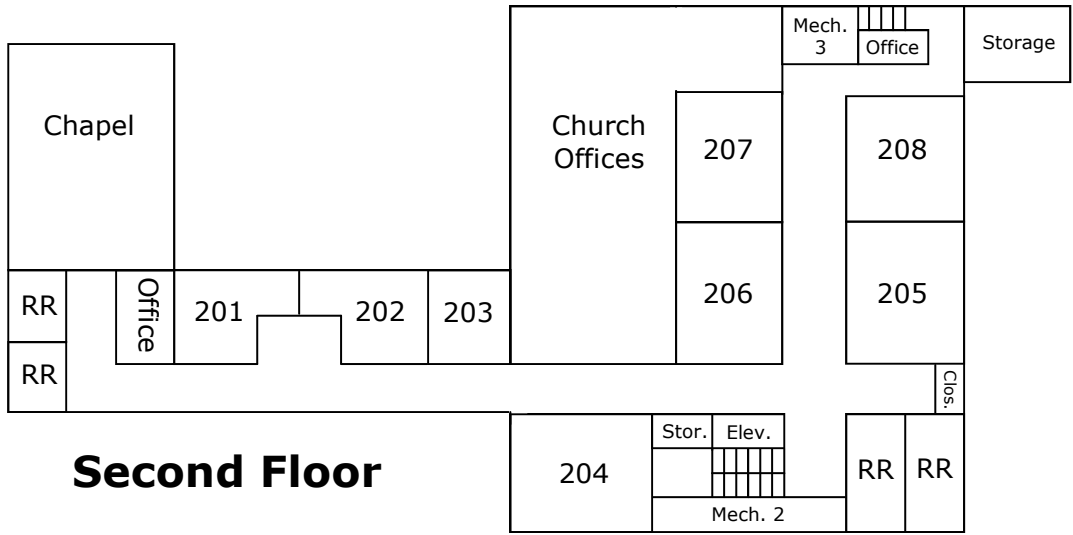 Mech.
3
Office
Storage
Chapel
Church
Offices
207
208
RR
Office
201
202
203
206
205
RR
Clos.
Stor.
Elev.
204
RR
RR
Second Floor
Mech. 2